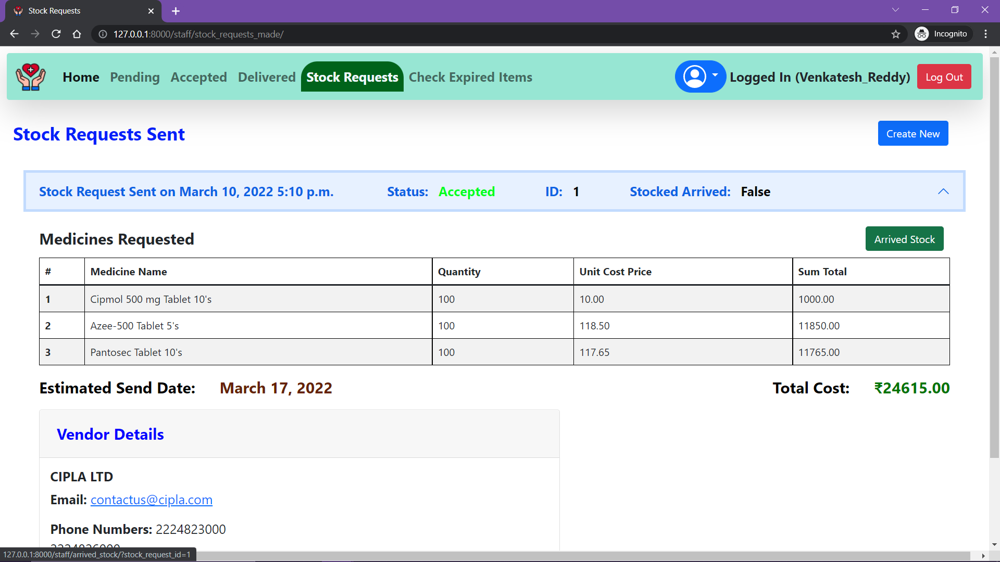 Stock Requests
127.0.0.1:8000/staff/stock_requests_made/
Incognito
Home Pending Accepted Delivered Stock Requests Check Expired Items Logged In (Venkatesh_Reddy) Log Out
Stock Requests Sent Create New
Stock Request Sent on March 10, 2022 5:10 p.m. Status: Accepted ID: 1 Stocked Arrived: False
Medicines Requested Arrived Stock
# Medicine Name Quantity Unit Cost Price Sum Total
1 Cipmol 500 mg Tablet 10's 100 10.00 1000.00
2 Azee-500 Tablet 5's 100 118.50 11850.00
3 Pantosec Tablet 10's 100 117.65 11765.00
Estimated Send Date: March 17, 2022 Total Cost: ₹24615.00
Vendor Details
CIPLA LTD
Email: contactus@cipla.com
Phone Numbers: 2224823000
2224826000
127.0.0.1:8000/staff/arrived_stock/?stock_request_id=1